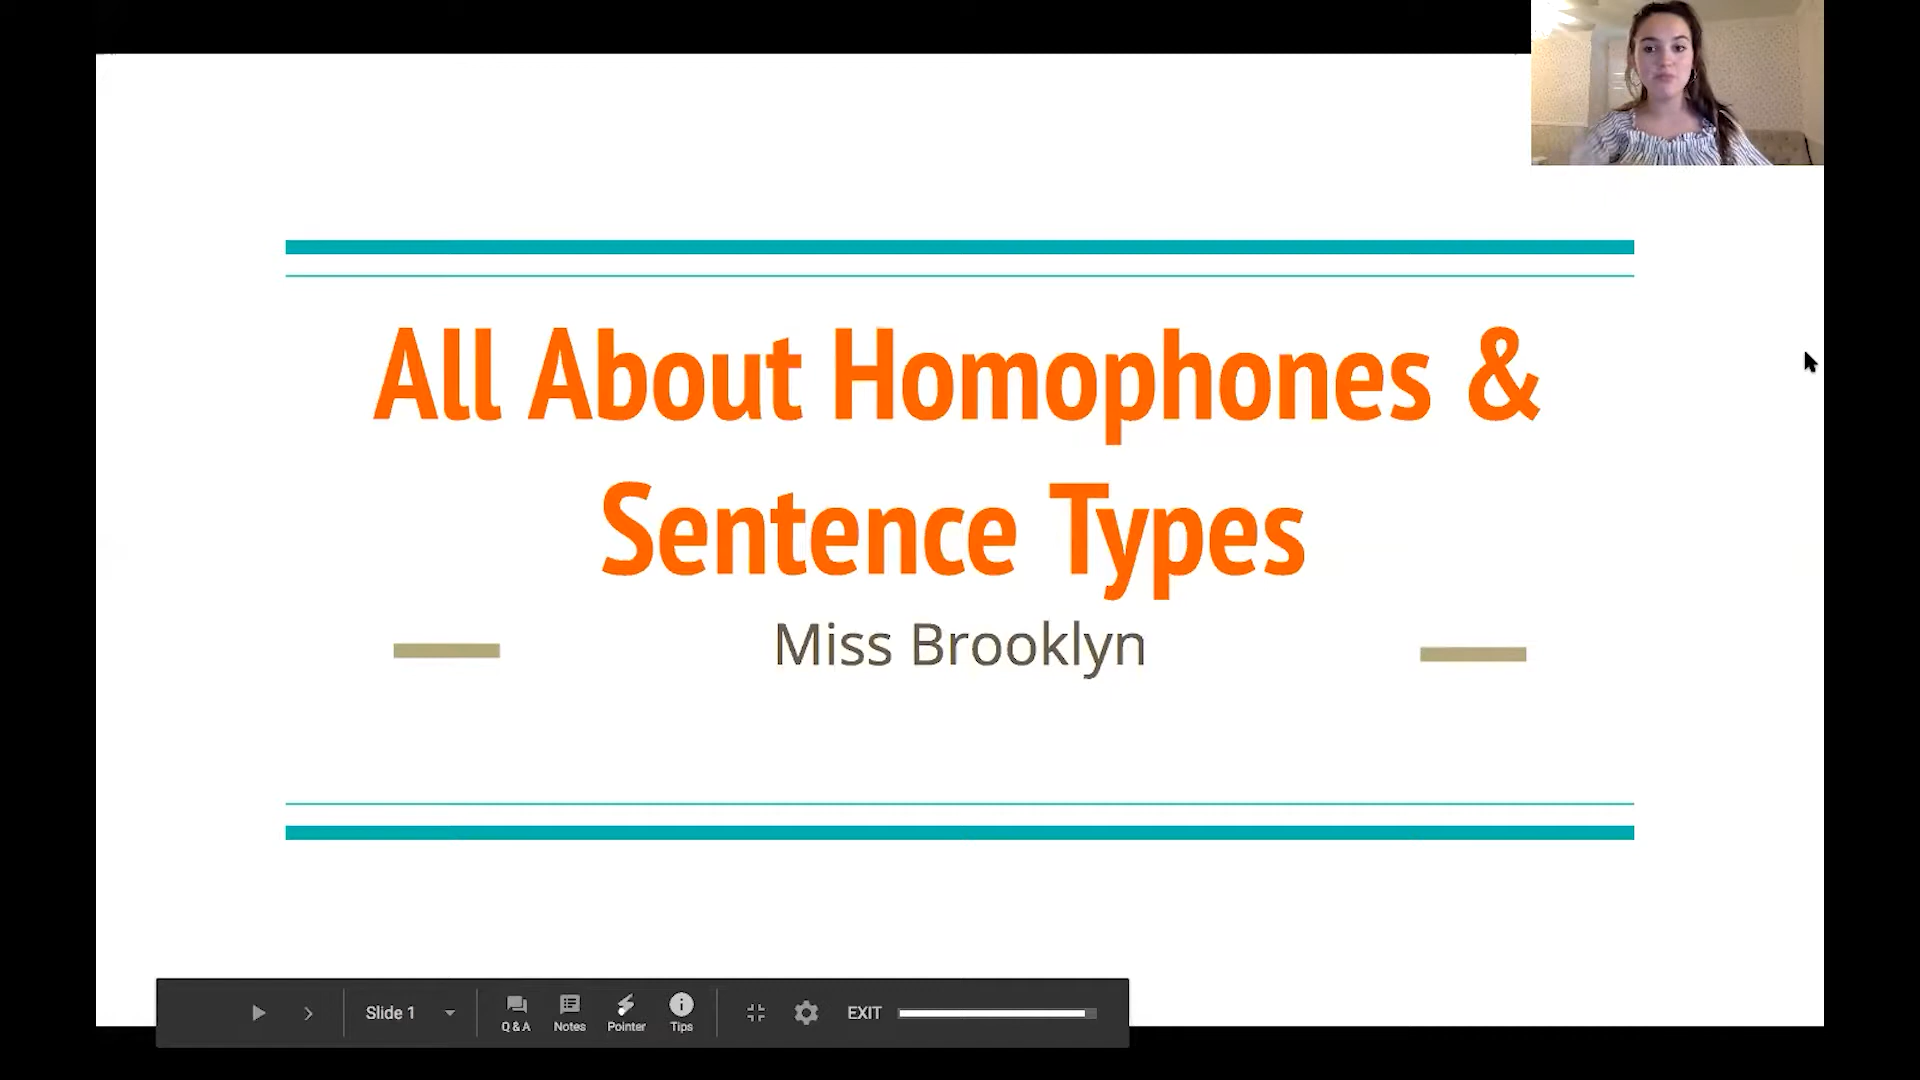 All About Homophones &
Sentence Types
Miss Brooklyn
Slide 1
Q & A
Notes
Pointer
Tips
EXIT